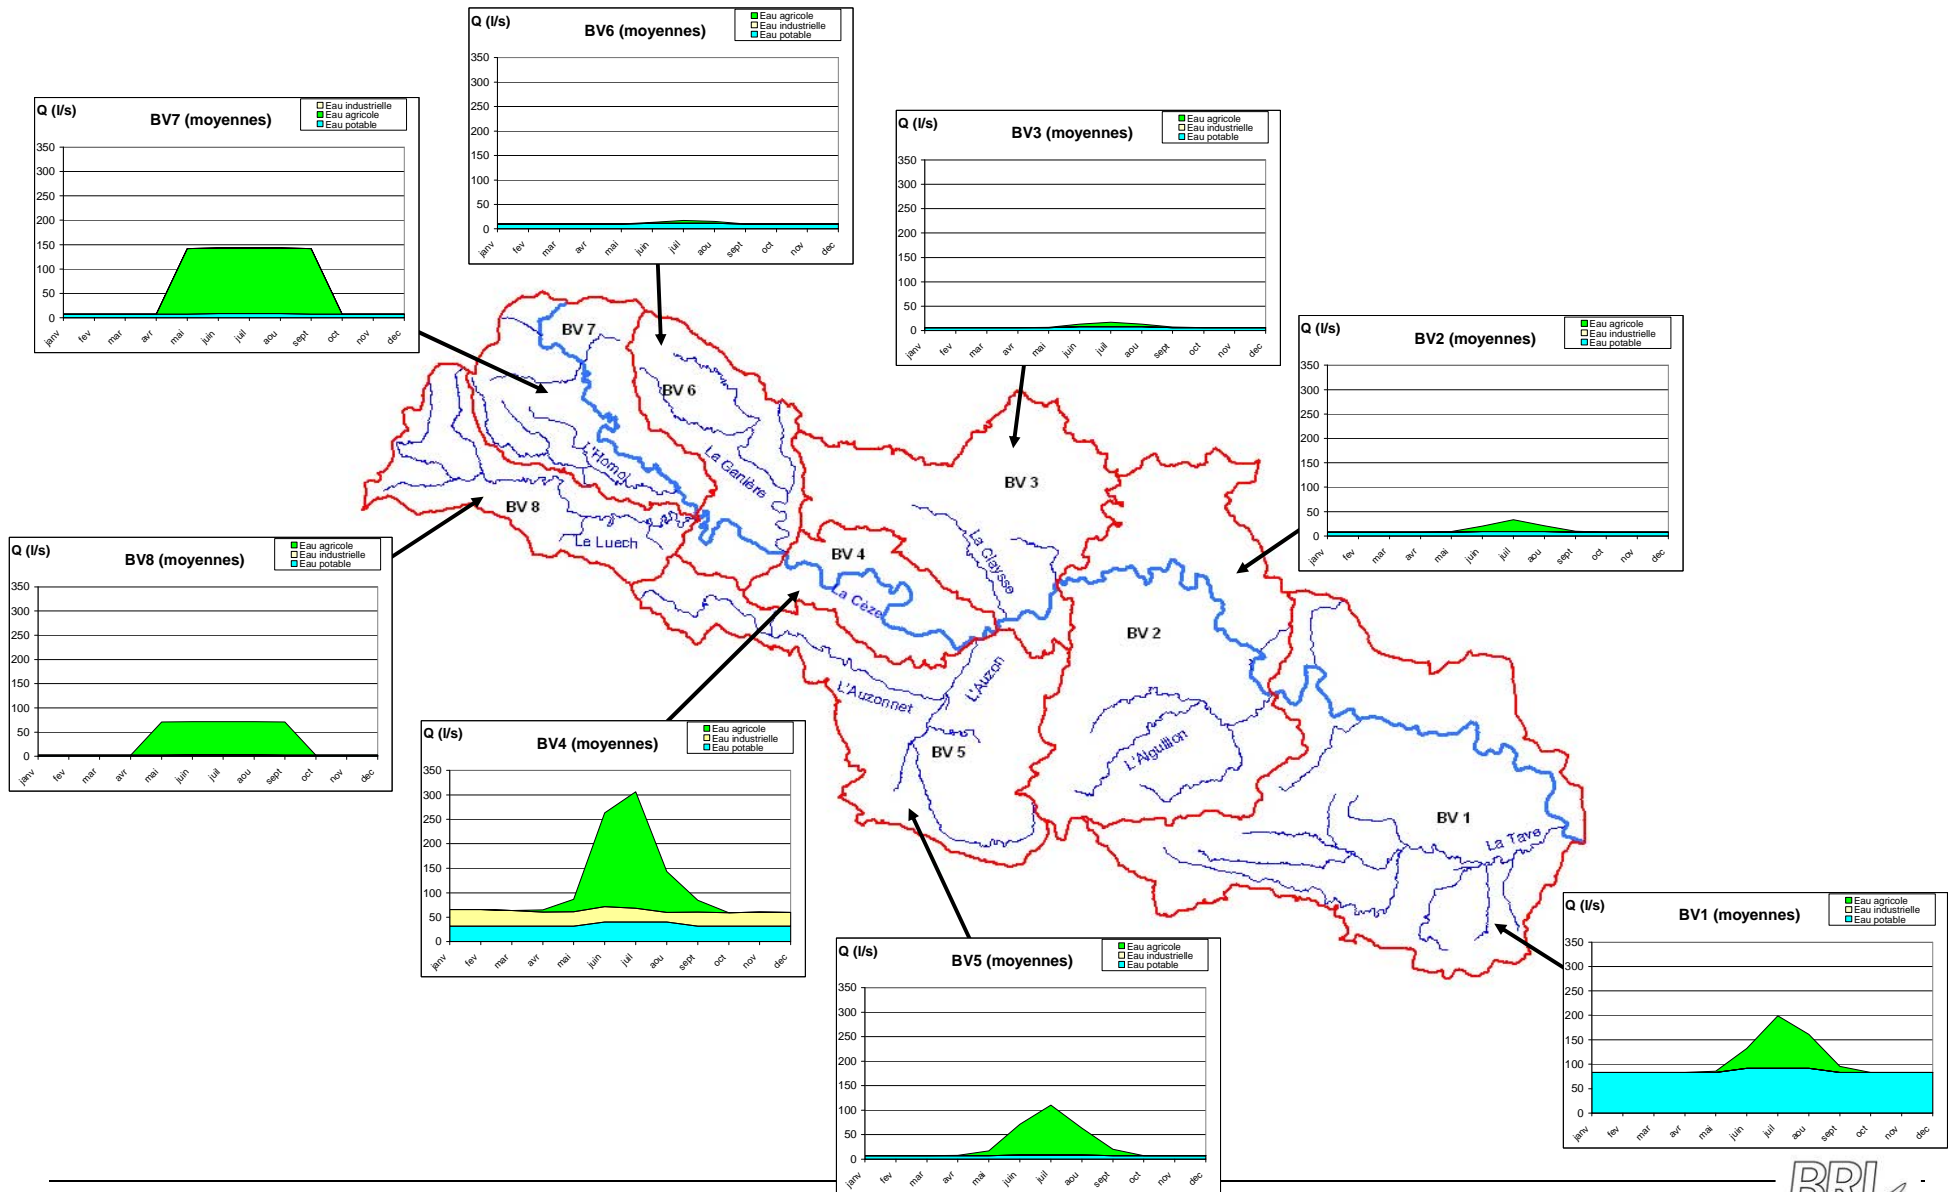 Q (l/s)
BV6 (moyennes)
Eau agricole
Eau industrielle
Eau potable
350
300
250
200
150
100
50
0
janv
fev
mar
avr
mai
juin
juil
aou
sept
oct
nov
dec
Q (l/s)
BV7 (moyennes)
Eau industrielle
Eau agricole
Eau potable
350
300
250
200
150
100
50
0
janv
fev
mar
avr
mai
juin
juil
aou
sept
oct
nov
dec
Q (l/s)
BV3 (moyennes)
Eau agricole
Eau industrielle
Eau potable
350
300
250
200
150
100
50
0
janv
fev
mar
avr
mai
juin
juil
aou
sept
oct
nov
dec
Q (l/s)
BV2 (moyennes)
Eau agricole
Eau industrielle
Eau potable
350
300
250
200
150
100
50
0
janv
fev
mar
avr
mai
juin
juil
aou
sept
oct
nov
dec
BV 7
BV 6
L'Homol
La Ganière
BV 8
Le Luech
BV 3
La Claysse
BV 4
La Cèze
BV 2
L'Auzonnet
L'Auzon
BV 5
L'Aiguillon
BV 1
La Tave
Q (l/s)
BV8 (moyennes)
Eau agricole
Eau industrielle
Eau potable
350
300
250
200
150
100
50
0
janv
fev
mar
avr
mai
juin
juil
aou
sept
oct
nov
dec
Q (l/s)
BV4 (moyennes)
Eau agricole
Eau industrielle
Eau potable
350
300
250
200
150
100
50
0
janv
fev
mar
avr
mai
juin
juil
aou
sept
oct
nov
dec
Q (l/s)
BV5 (moyennes)
Eau agricole
Eau industrielle
Eau potable
350
300
250
200
150
100
50
0
janv
fev
mar
avr
mai
juin
juil
aou
sept
oct
nov
dec
Q (l/s)
BV1 (moyennes)
Eau agricole
Eau industrielle
Eau potable
350
300
250
200
150
100
50
0
janv
fev
mar
avr
mai
juin
juil
aou
sept
oct
nov
dec